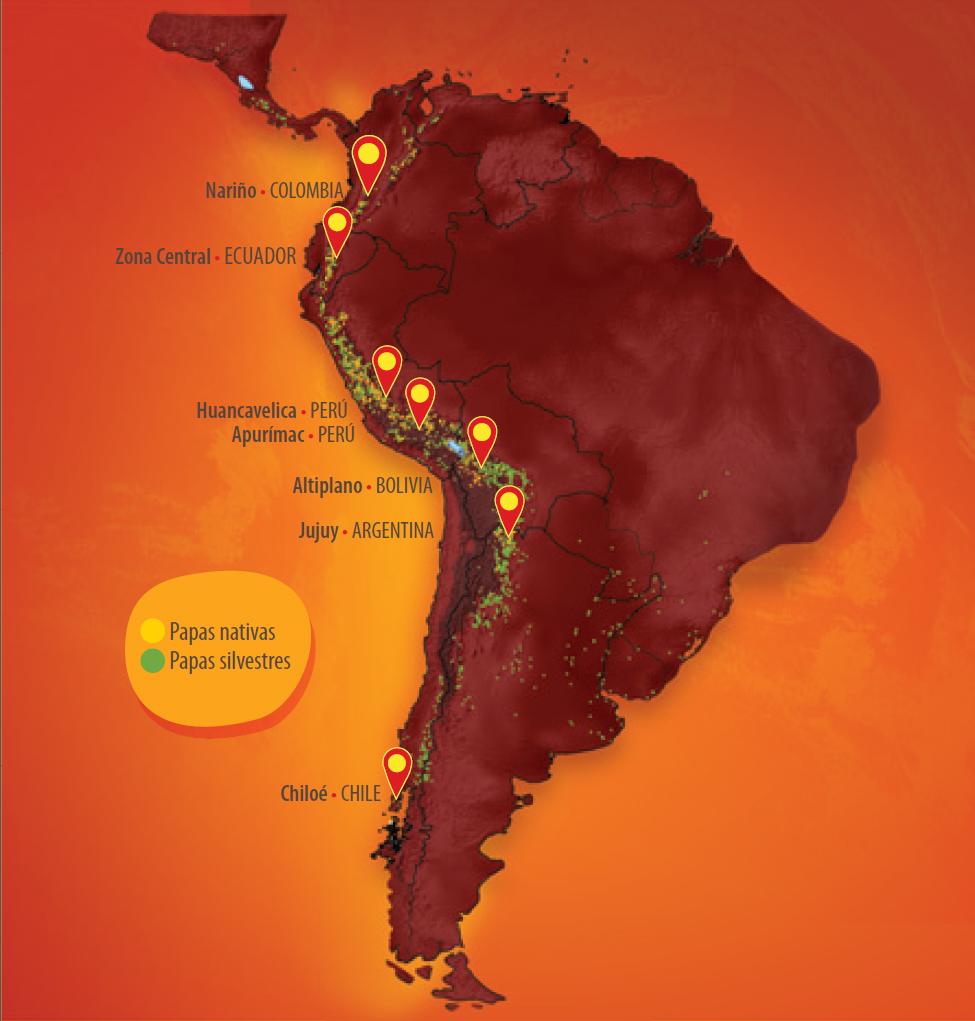 Nariño • COLOMBIA
Zona Central • ECUADOR
Huancavelica • PERÚ
Apurímac • PERÚ
Altiplano • BOLIVIA
Jujuy • ARGENTINA
Papas nativas
Papas silvestres
Chiloé • CHILE